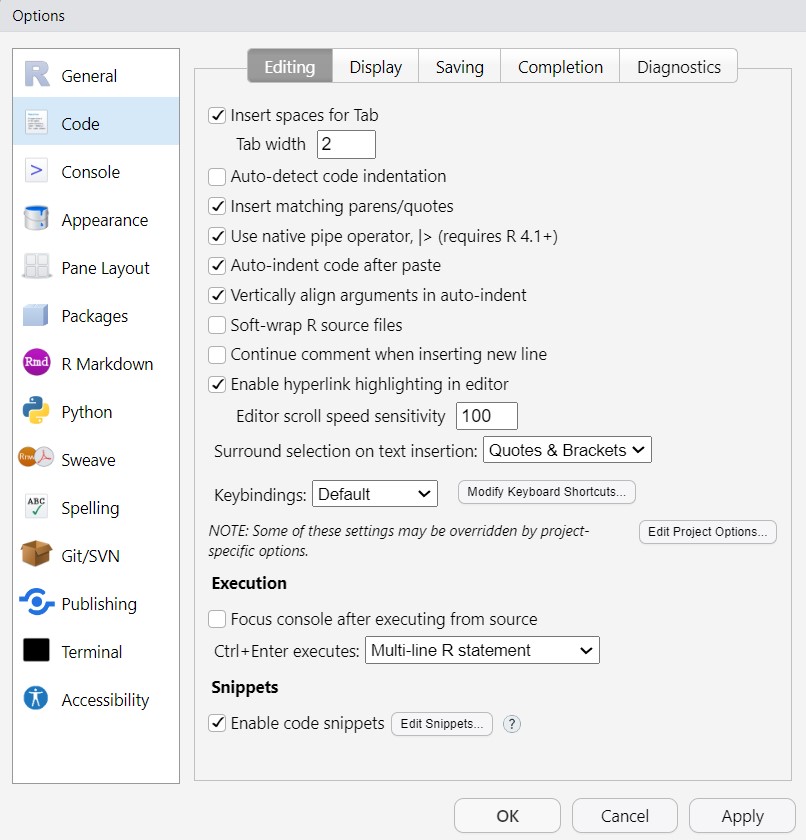 Options
General
Code
Console
Appearance
Pane Layout
Packages
Rmd R Markdown
Python
Rnw Sweave
ABC Spelling
Git/SVN
Publishing
Terminal
Accessibility
Editing Display Saving Completion Diagnostics
Insert spaces for Tab
Tab width 2
Auto-detect code indentation
Insert matching parens/quotes
Use native pipe operator, |> (requires R 4.1+)
Auto-indent code after paste
Vertically align arguments in auto-indent
Soft-wrap R source files
Continue comment when inserting new line
Enable hyperlink highlighting in editor
Editor scroll speed sensitivity 100
Surround selection on text insertion: Quotes & Brackets
Keybindings: Default Modify Keyboard Shortcuts...
NOTE: Some of these settings may be overridden by project-
specific options.
Edit Project Options...
Execution
Focus console after executing from source
Ctrl+Enter executes: Multi-line R statement
Snippets
Enable code snippets Edit Snippets... ?
OK Cancel Apply